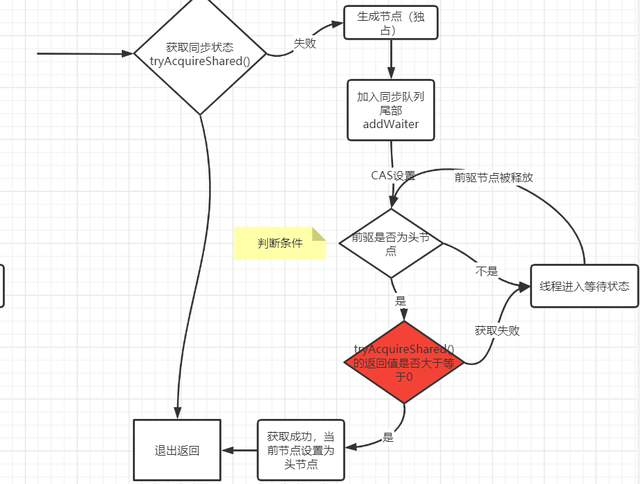 获取同步状态
tryAcquireShared()
失败
生成节点（独
占）
加入同步队列
尾部
addWaiter
CAS设置
前驱节点被释放
判断条件
前驱是否为头节
点
不是
线程进入等待状态
是
获取失败
tryAcquireShared()
的返回值是否大于等
于0
是
获取成功，当
前节点设置为
头节点
退出返回